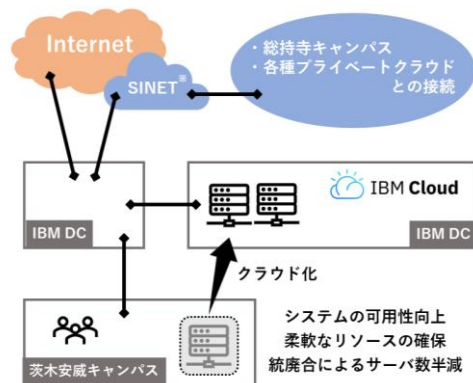 Internet
SINET※
・総持寺キャンパス
・各種プライベートクラウド
との接続
IBM DC
IBM Cloud
IBM DC
クラウド化
茨木安威キャンパス
システムの可用性向上
柔軟なリソースの確保
統廃合によるサーバ数半減